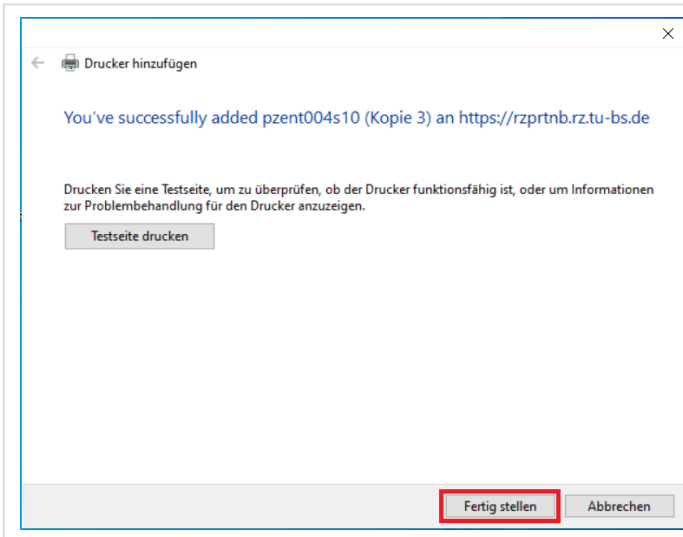 Drucker hinzufügen
You've successfully added pzent004s10 (Kopie 3) an https://rzprtnb.rz.tu-bs.de
Drucken Sie eine Testseite, um zu überprüfen, ob der Drucker funktionsfähig ist, oder um Informationen
zur Problembehandlung für den Drucker anzuzeigen.
Testseite drucken
Fertig stellen
Abbrechen